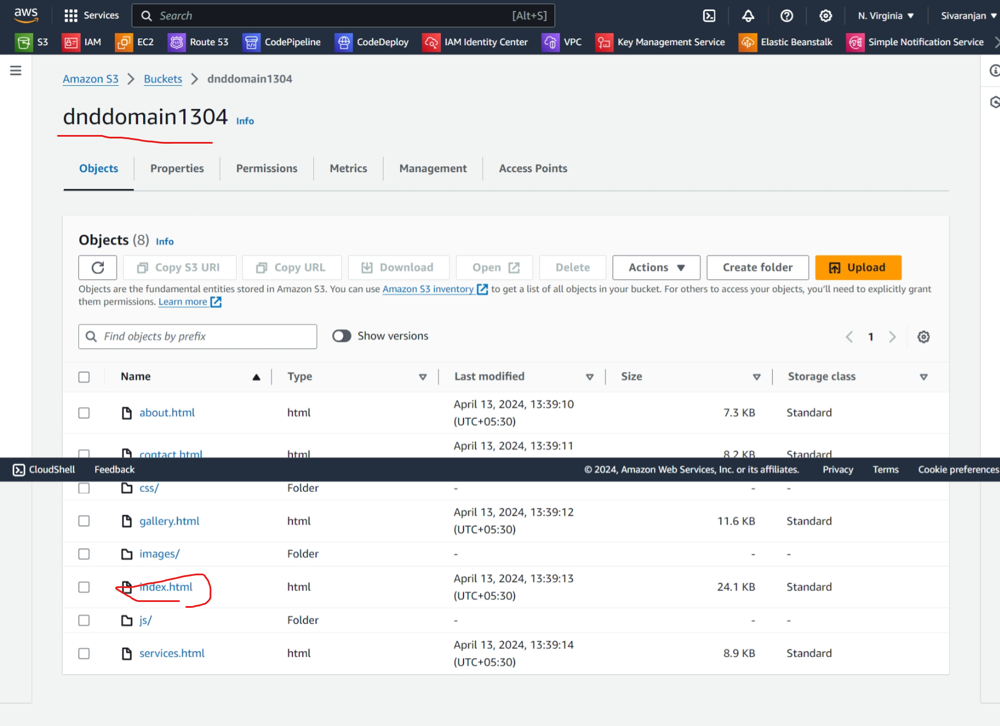 aws
Services
Search
[Alt+S]
N. Virginia
Sivaranjan
S3
IAM
EC2
Route 53
CodePipeline
CodeDeploy
IAM Identity Center
VPC
Key Management Service
Elastic Beanstalk
Simple Notification Service
Amazon S3
Buckets
dnddomain1304
dnddomain1304 Info
Objects
Properties
Permissions
Metrics
Management
Access Points
Objects (8) Info
Copy S3 URI
Copy URL
Download
Open
Delete
Actions
Create folder
Upload
Objects are the fundamental entities stored in Amazon S3. You can use Amazon S3 inventory to get a list of all objects in your bucket. For others to access your objects, you'll need to explicitly grant
them permissions. Learn more
Find objects by prefix
Show versions
1
Name Type Last modified Size Storage class
about.html html April 13, 2024, 13:39:10 (UTC+05:30) 7.3 KB Standard
contact.html html April 13, 2024, 13:39:11 8.2 KB Standard
CloudShell Feedback © 2024, Amazon Web Services, Inc. or its affiliates. Privacy Terms Cookie preferences
css/ Folder - - -
gallery.html html April 13, 2024, 13:39:12 (UTC+05:30) 11.6 KB Standard
images/ Folder - - -
index.html html April 13, 2024, 13:39:13 (UTC+05:30) 24.1 KB Standard
js/ Folder - - -
services.html html April 13, 2024, 13:39:14 (UTC+05:30) 8.9 KB Standard